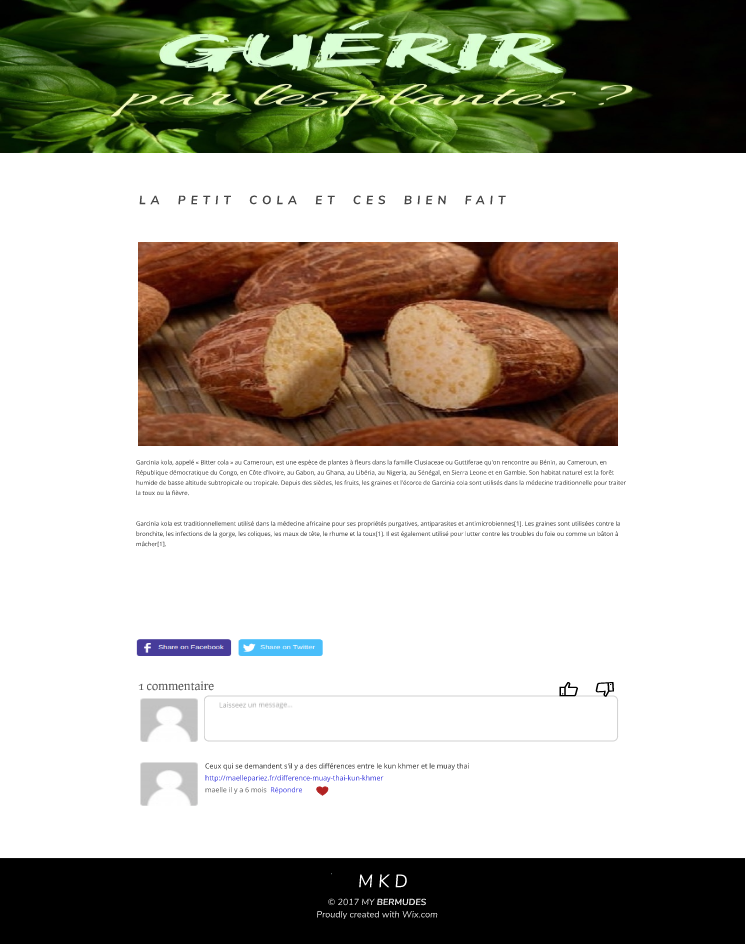 GUÉRIR
par les plantes ?
LA PETIT COLA ET CES BIEN FAIT
Garcinia kola, appelé « Bitter cola » au Cameroun, est une espèce de plantes à fleurs dans la famille Clusiaceae ou Guttiferae qu'on rencontre au Bénin, au Cameroun, en
République démocratique du Congo, en Côte d'Ivoire, au Gabon, au Ghana, au Libéria, au Nigeria, au Sénégal, en Sierra Leone et en Gambie. Son habitat naturel est la forêt
humide de basse altitude subtropicale ou tropicale. Depuis des siècles, les fruits, les graines et l'écorce de Garcinia cola sont utilisés dans la médecine traditionnelle pour traiter
la toux ou la fièvre.
Garcinia kola est traditionnellement utilisé dans la médecine africaine pour ses propriétés purgatives, antiparasites et antimicrobiennes[1]. Les graines sont utilisées contre la
bronchite, les infections de la gorge, les coliques, les maux de tête, le rhume et la toux[1]. Il est également utilisé pour lutter contre les troubles du foie ou comme un bâton à
mâcher[1].
Share on Facebook Share on Twitter
1 commentaire
Laisseez un message...
Ceux qui se demandent s'il y a des différences entre le kun khmer et le muay thai
http://maellepariez.fr/difference-muay-thai-kun-khmer
maelle il y a 6 mois Répondre
MKD
© 2017 MY BERMUDES
Proudly created with Wix.com